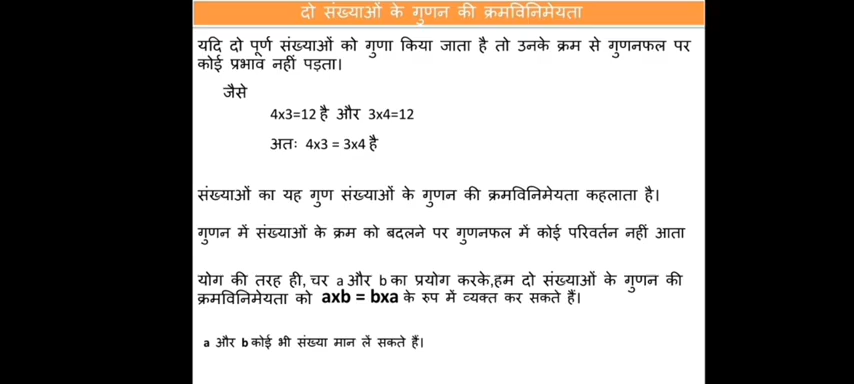 दो संख्याओं के गुणन की क्रमविनिमेयता
यदि दो पूर्ण संख्याओं को गुणा किया जाता है तो उनके क्रम से गुणनफल पर
कोई प्रभाव नहीं पड़ता।
जैसे
4x3=12 है और 3x4=12
अतः 4x3 = 3x4 है
संख्याओं का यह गुण संख्याओं के गुणन की क्रमविनिमेयता कहलाता है।
गुणन में संख्याओं के क्रम को बदलने पर गुणनफल में कोई परिवर्तन नहीं आता
योग की तरह ही, चर a और b का प्रयोग करके,हम दो संख्याओं के गुणन की
क्रमविनिमेयता को axb = bxa के रुप में व्यक्त कर सकते हैं।
a और b कोई भी संख्या मान लें सकते हैं।